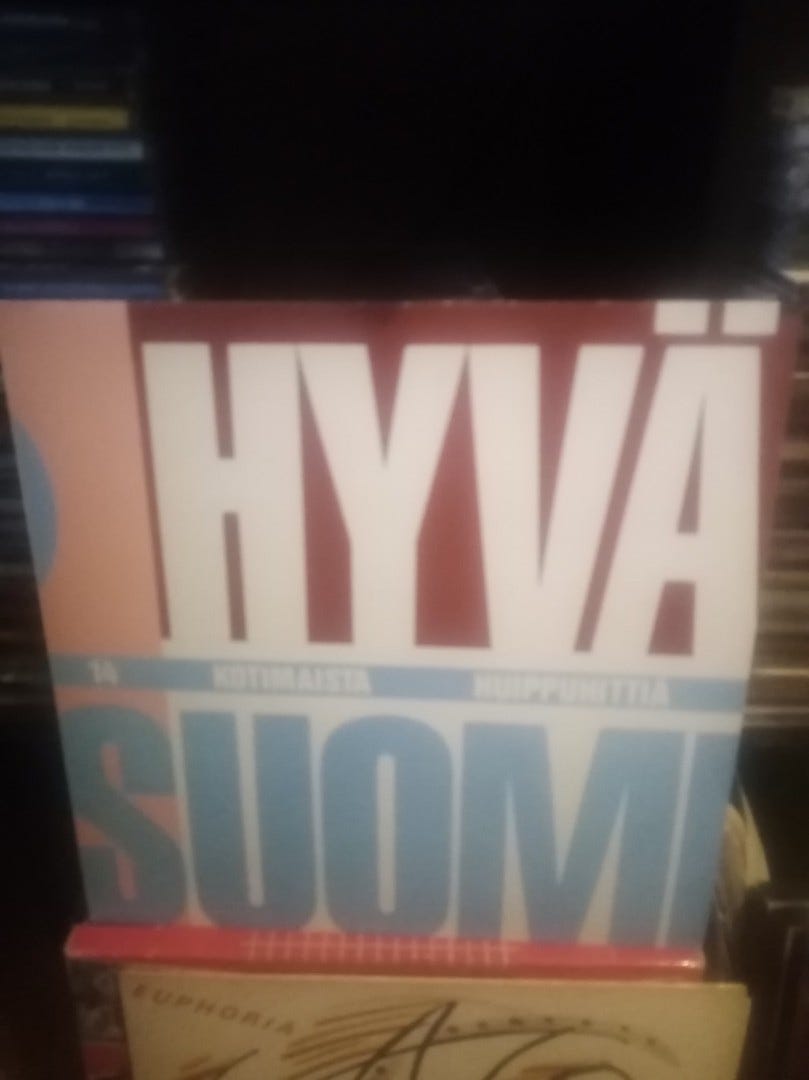 HYVÄ
14 KOTIMAISTA HUIPPUHITTIÄ
SUOMI
EUPHORIA